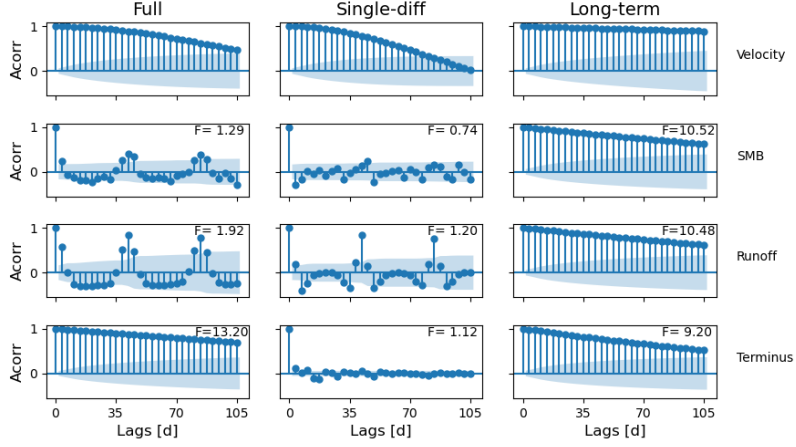 Full Single-diff Long-term
Acorr 1 0 Velocity
Acorr 1 0 F= 1.29 F= 0.74 F=10.52 SMB
Acorr 1 0 F= 1.92 F= 1.20 F=10.48 Runoff
Acorr 1 0 F=13.20 F= 1.12 F= 9.20 Terminus
0 35 70 105 0 35 70 105 0 35 70 105
Lags [d] Lags [d] Lags [d]